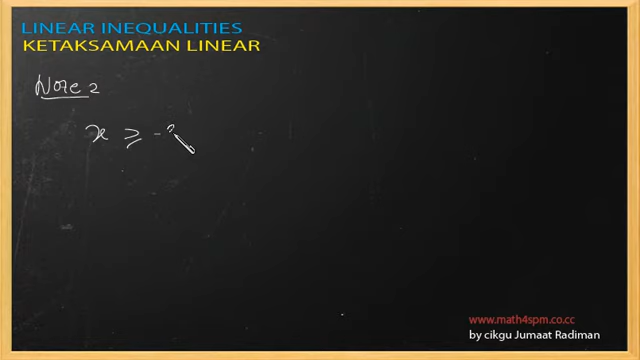 LINEAR INEQUALITIES
KETAKSAMAAN LINEAR
Note 2
x ≥ -
www.math4spm.co.cc
by cikgu Jumaat Radiman